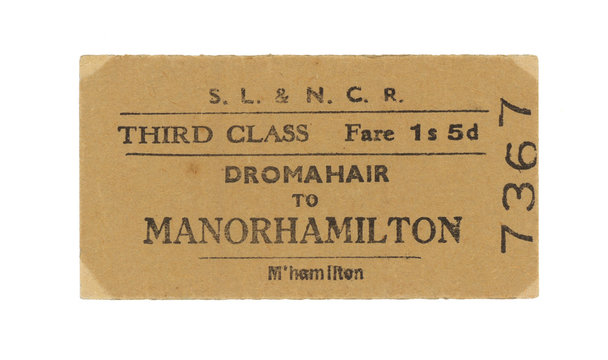 S. L. & N. C. R.
THIRD CLASS Fare 1s 5d
DROMAHAIR
TO
MANORHAMILTON
M'hamilton
7367